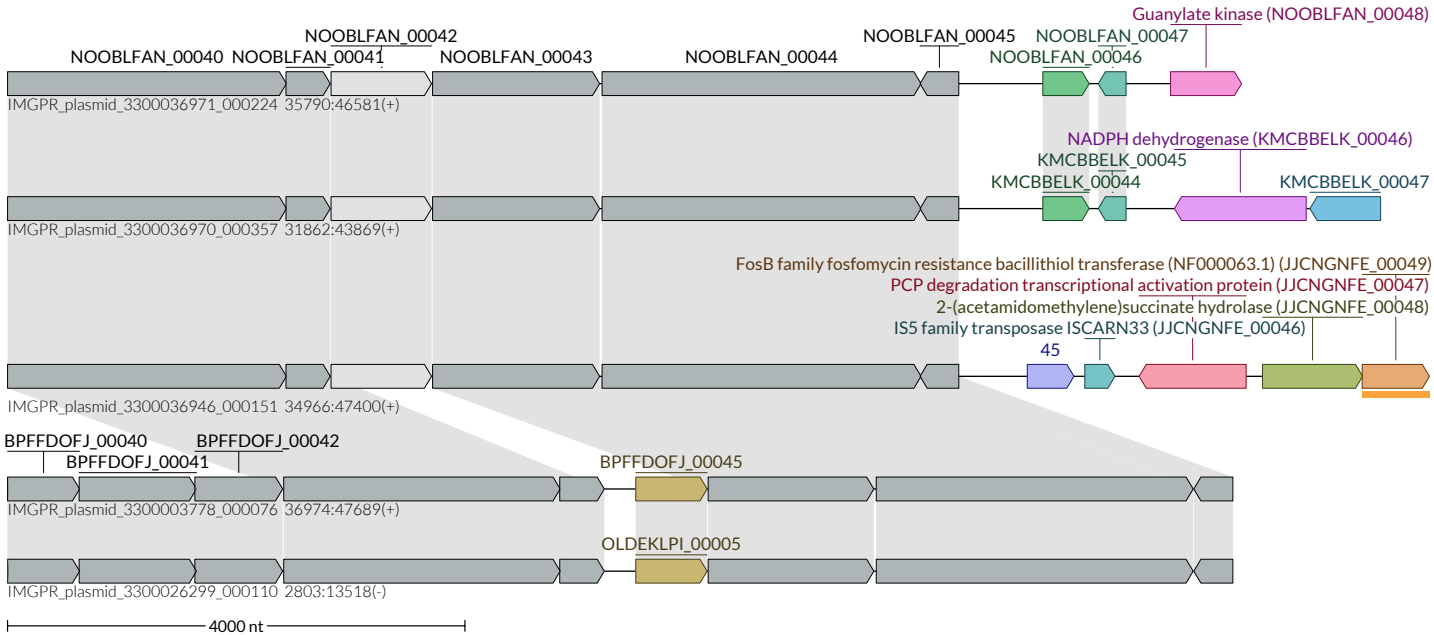 Guanylate kinase (NOOBLFAN_00048)
NOOBLFAN_00042 NOOBLFAN_00045 NOOBLFAN_00047
NOOBLFAN_00040 NOOBLFAN_00041 NOOBLFAN_00043 NOOBLFAN_00044 NOOBLFAN_00046
IMGPR_plasmid_3300036971_000224 35790:46581(+)
NADPH dehydrogenase (KMCBBELK_00046)
KMCBBELK_00045
KMCBBELK_00044 KMCBBELK_00047
IMGPR_plasmid_3300036970_000357 31862:43869(+)
FosB family fosfomycin resistance bacillithiol transferase (NF000063.1) (JJCNGNFE_00049)
PCP degradation transcriptional activation protein (JJCNGNFE_00047)
2-(acetamidomethylene)succinate hydrolase (JJCNGNFE_00048)
IS5 family transposase ISCARN33 (JJCNGNFE_00046)
45
IMGPR_plasmid_3300036946_000151 34966:47400(+)
BPFFDOFJ_00040 BPFFDOFJ_00042
BPFFDOFJ_00041 BPFFDOFJ_00045
IMGPR_plasmid_3300003778_000076 36974:47689(+)
OLDEKLPI_00005
IMGPR_plasmid_3300026299_000110 2803:13518(-)
4000 nt